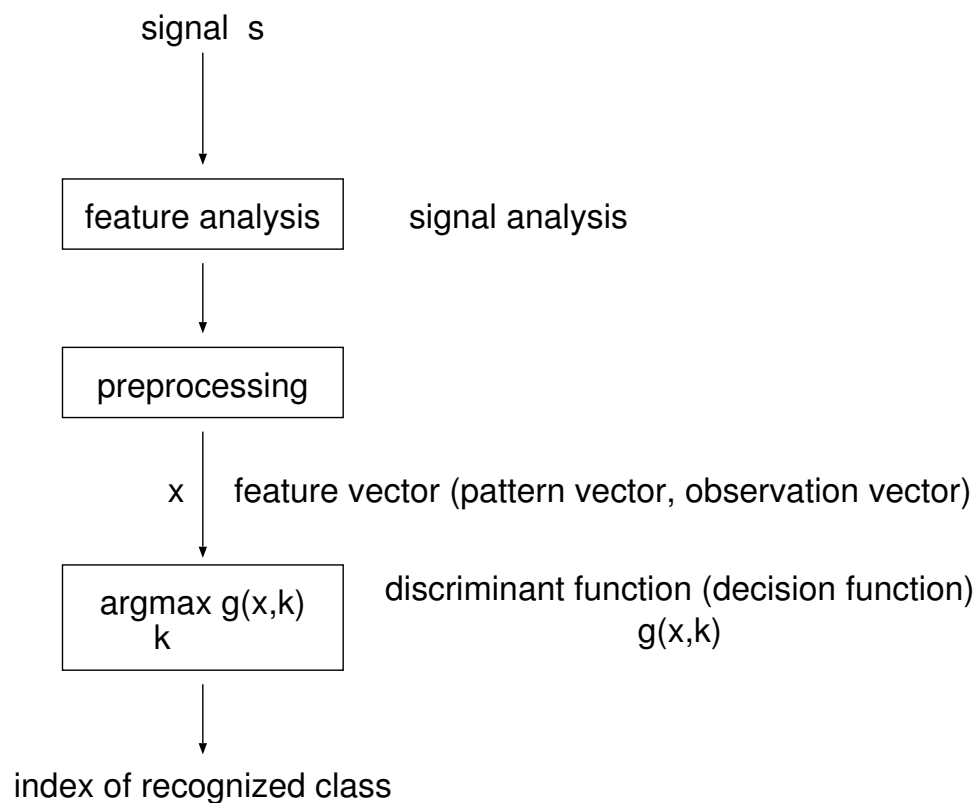 signal s
feature analysis
signal analysis
preprocessing
x
feature vector (pattern vector, observation vector)
argmax g(x,k)
k
discriminant function (decision function)
g(x,k)
index of recognized class